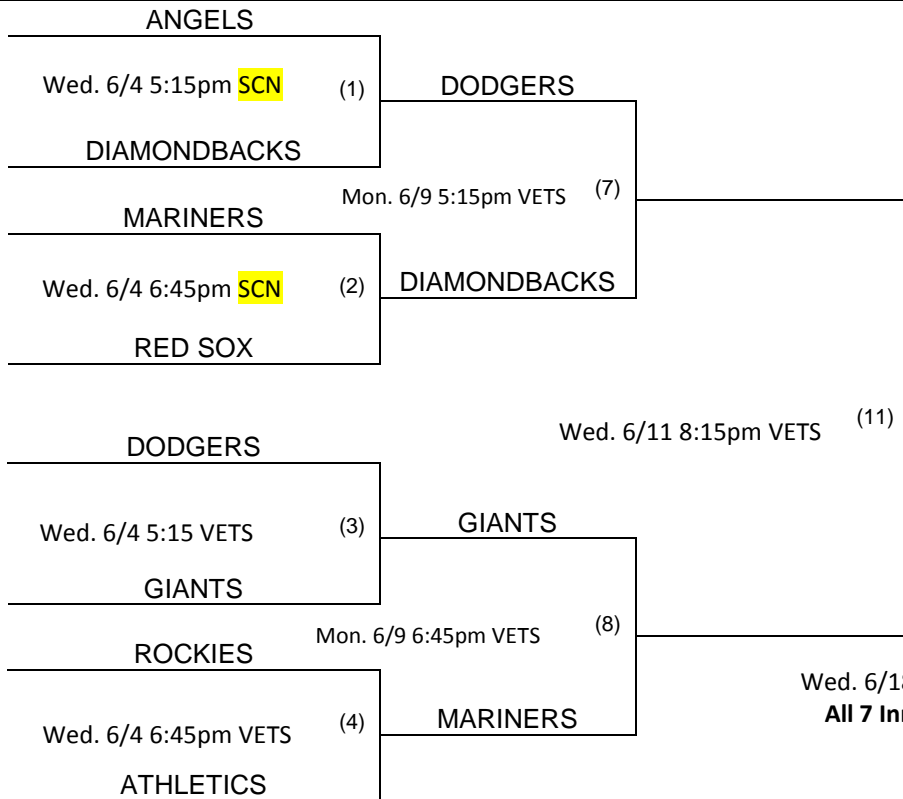 ANGELS
Wed. 6/4 5:15pm SCN (1)
DODGERS
DIAMONDBACKS
Mon. 6/9 5:15pm VETS (7)
MARINERS
Wed. 6/4 6:45pm SCN (2)
DIAMONDBACKS
RED SOX
Wed. 6/11 8:15pm VETS (11)
DODGERS
Wed. 6/4 5:15 VETS (3)
GIANTS
GIANTS
Mon. 6/9 6:45pm VETS (8)
ROCKIES
Wed. 6/18
All 7 Inn
Wed. 6/4 6:45pm VETS (4)
MARINERS
ATHLETICS